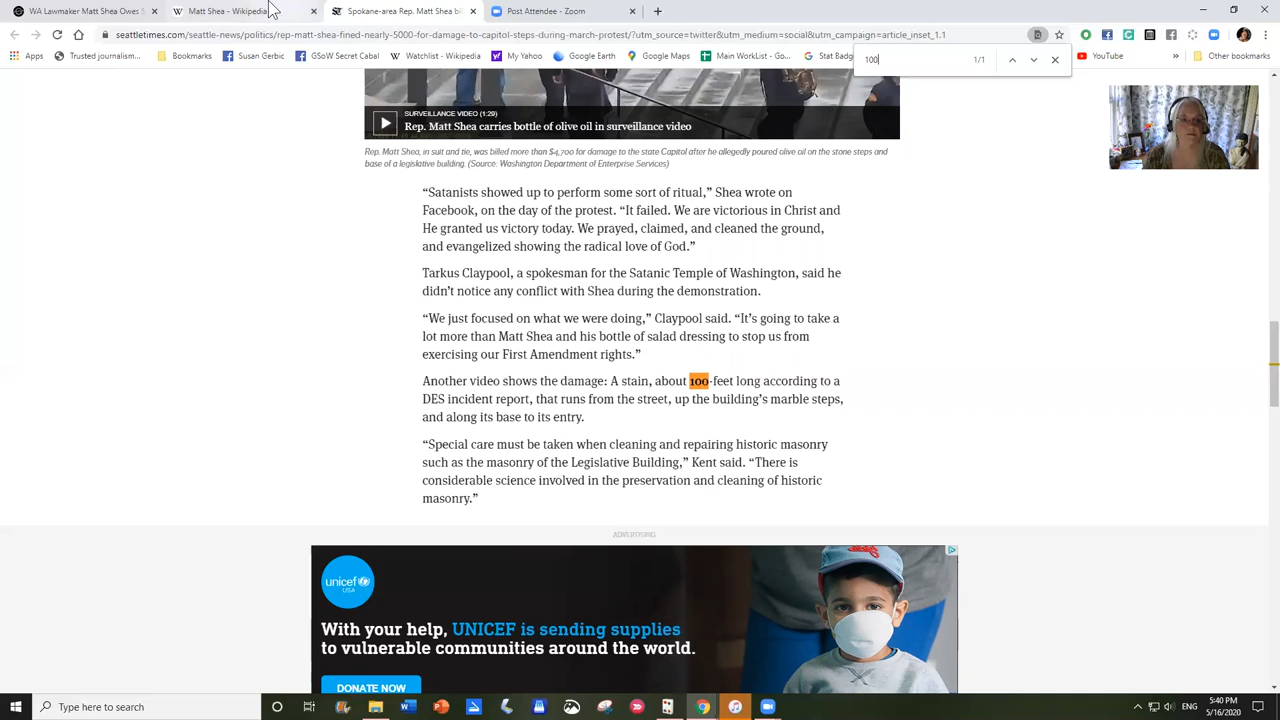 WA Lawmaker Matt Shea Owes S
Matt Shea - Wikipedia
Spokane-area Rep. Matt Shea bi
Post Attendee - Zoom
seattletimes.com/seattle-news/politics/rep-matt-shea-fined-nearly-5000-for-damage-to-capitol-steps-during-march-protest/?utm_source=twitter&utm_medium=social&utm_campaign=article_inset_1.1
Apps
Trusted journalism...
Susan Gerbic
GSoW Secret Cabal
Watchlist - Wikipedia
My Yahoo
Google Earth
Google Maps
Main WorkList - Go...
Stat Badg
YouTube
»
Other bookmarks
100
1/1
SURVEILLANCE VIDEO (1:29)
Rep. Matt Shea carries bottle of olive oil in surveillance video
Rep. Matt Shea, in suit and tie, was billed more than $4,700 for damage to the state Capitol after he allegedly poured olive oil on the stone steps and
base of a legislative building. (Source: Washington Department of Enterprise Services)
“Satanists showed up to perform some sort of ritual,” Shea wrote on
Facebook, on the day of the protest. “It failed. We are victorious in Christ and
He granted us victory today. We prayed, claimed, and cleaned the ground,
and evangelized showing the radical love of God.”
Tarkus Claypool, a spokesman for the Satanic Temple of Washington, said he
didn’t notice any conflict with Shea during the demonstration.
“We just focused on what we were doing,” Claypool said. “It’s going to take a
lot more than Matt Shea and his bottle of salad dressing to stop us from
exercising our First Amendment rights.”
Another video shows the damage: A stain, about 100-feet long according to a
DES incident report, that runs from the street, up the building’s marble steps,
and along its base to its entry.
“Special care must be taken when cleaning and repairing historic masonry
such as the masonry of the Legislative Building,” Kent said. “There is
considerable science involved in the preservation and cleaning of historic
masonry.”
ADVERTISING
unicef
USA
With your help, UNICEF is sending supplies
to vulnerable communities around the world.
DONATE NOW
Type here to search
5:40 PM
5/16/2020